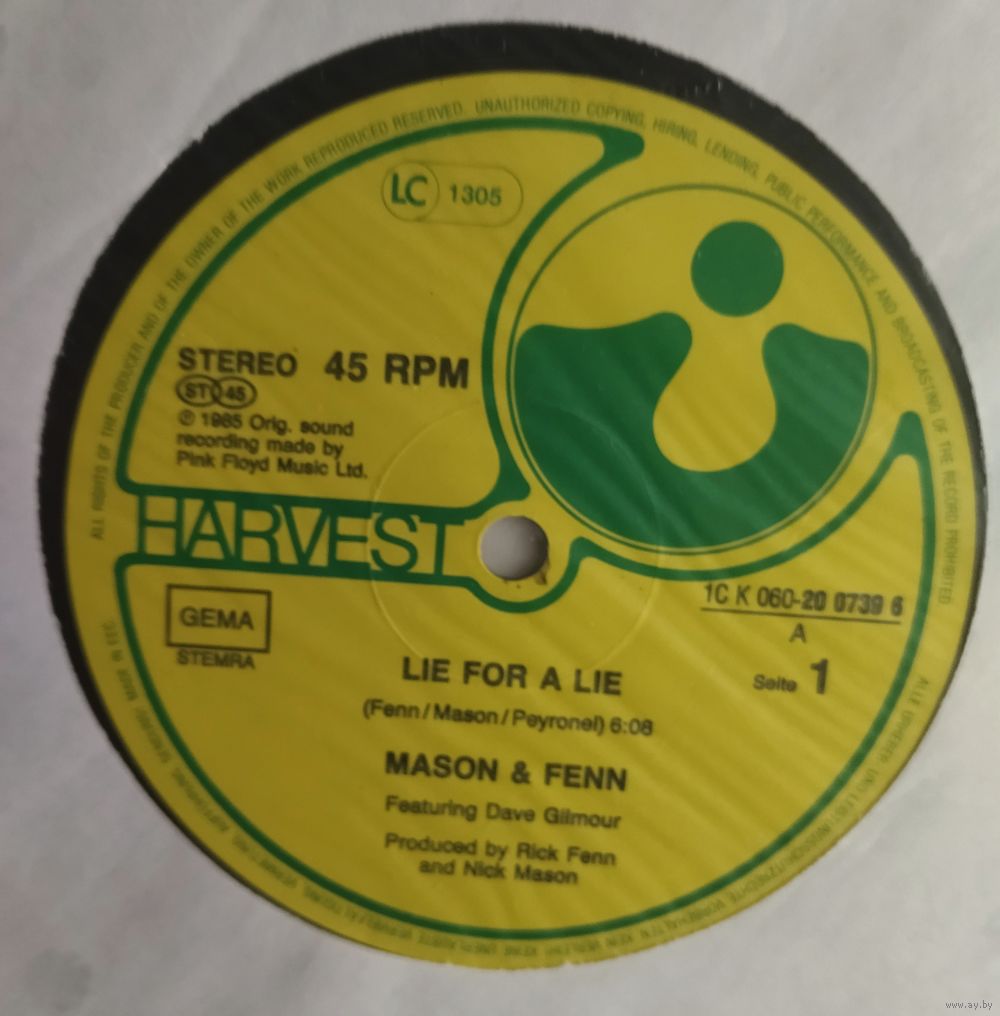 ALL RIGHTS OF THE PRODUCER AND OF THE OWNER OF THE WORK REPRODUCED RESERVED. UNAUTHORIZED COPYING, HIRING, LENDING, PUBLIC PERFORMANCE AND BROADCASTING OF THE RECORD PROHIBITED
LC 1305
STEREO 45 RPM
ST 45
℗ 1985 Orig. sound
recording made by
Pink Floyd Music Ltd.
HARVEST
GEMA
STEMRA
1C K 060-20 0739 6
A
Seite 1
LIE FOR A LIE
(Fenn/Mason/Peyronel) 6:08
MASON & FENN
Featuring Dave Gilmour
Produced by Rick Fenn
and Nick Mason
www.ay.by